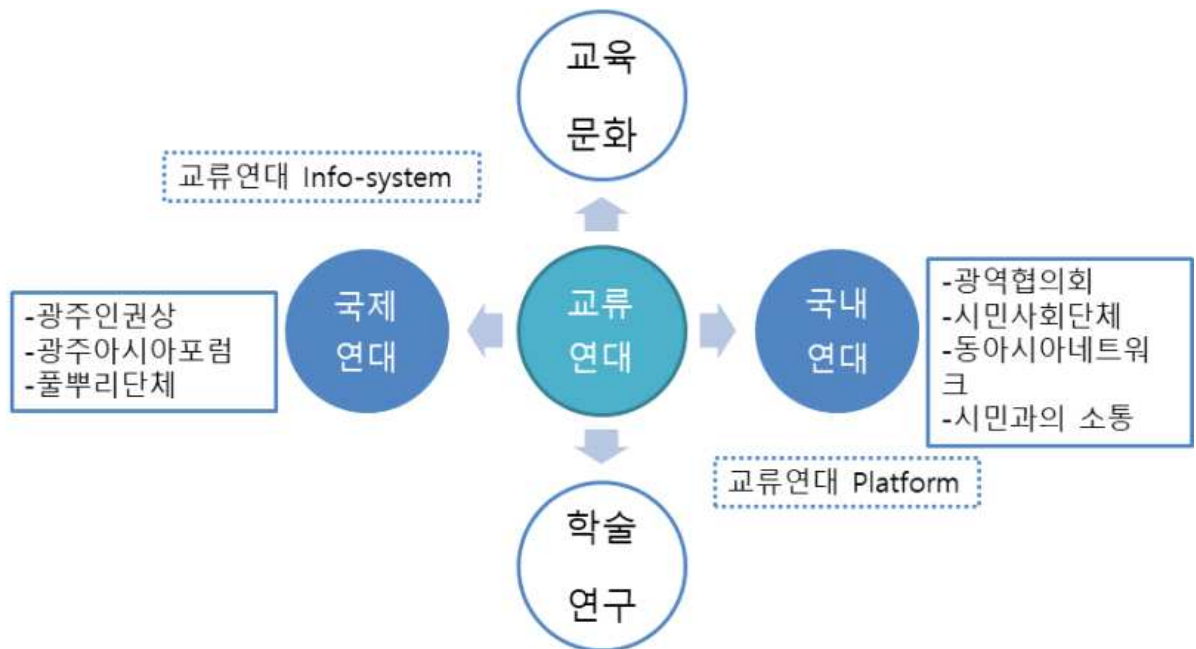 교육
문화
교류연대 Info-system
국제
연대
-광주인권상
-광주아시아포럼
-풀뿌리단체
교류
연대
국내
연대
-광역협의회
-시민사회단체
-동아시아네트워
크
-시민과의 소통
교류연대 Platform
학술
연구